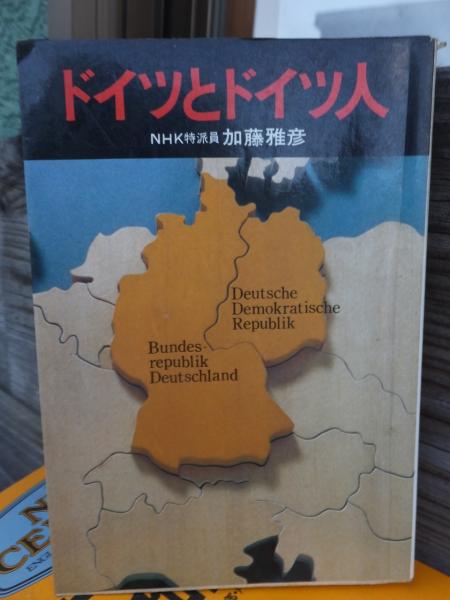 ドイツとドイツ人
NHK特派員 加藤雅彦
Deutsche
Demokratische
Republik
Bundes-
republik
Deutschland